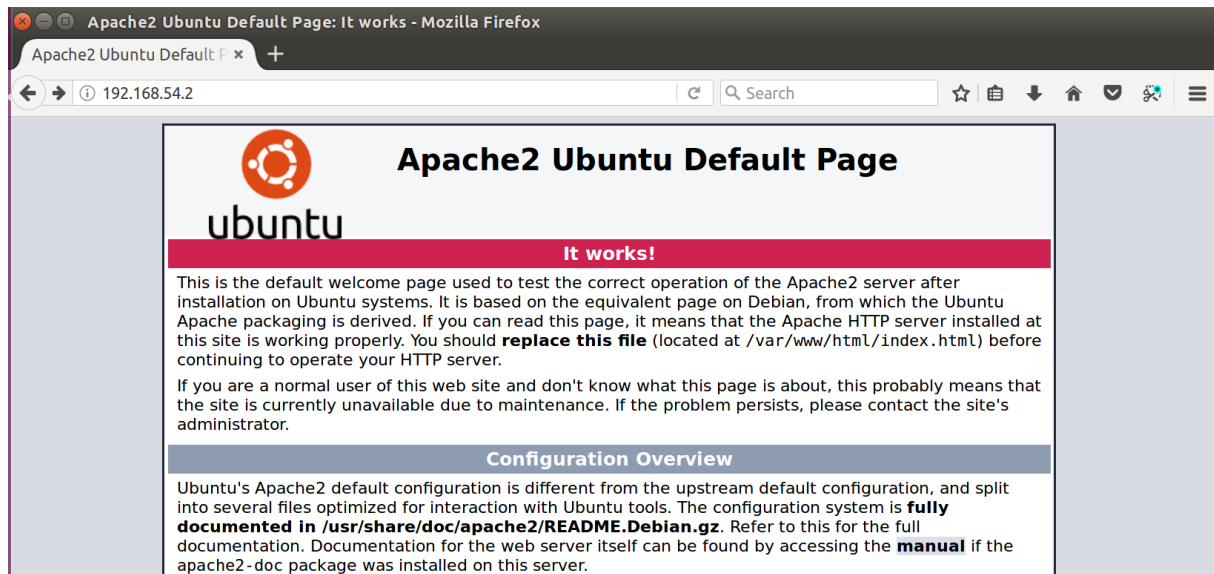 Apache2 Ubuntu Default Page: It works - Mozilla Firefox
Apache2 Ubuntu Default P
192.168.54.2
Search
ubuntu
Apache2 Ubuntu Default Page
It works!
This is the default welcome page used to test the correct operation of the Apache2 server after
installation on Ubuntu systems. It is based on the equivalent page on Debian, from which the Ubuntu
Apache packaging is derived. If you can read this page, it means that the Apache HTTP server installed at
this site is working properly. You should replace this file (located at /var/www/html/index.html) before
continuing to operate your HTTP server.
If you are a normal user of this web site and don't know what this page is about, this probably means that
the site is currently unavailable due to maintenance. If the problem persists, please contact the site's
administrator.
Configuration Overview
Ubuntu's Apache2 default configuration is different from the upstream default configuration, and split
into several files optimized for interaction with Ubuntu tools. The configuration system is fully
documented in /usr/share/doc/apache2/README.Debian.gz. Refer to this for the full
documentation. Documentation for the web server itself can be found by accessing the manual if the
apache2-doc package was installed on this server.